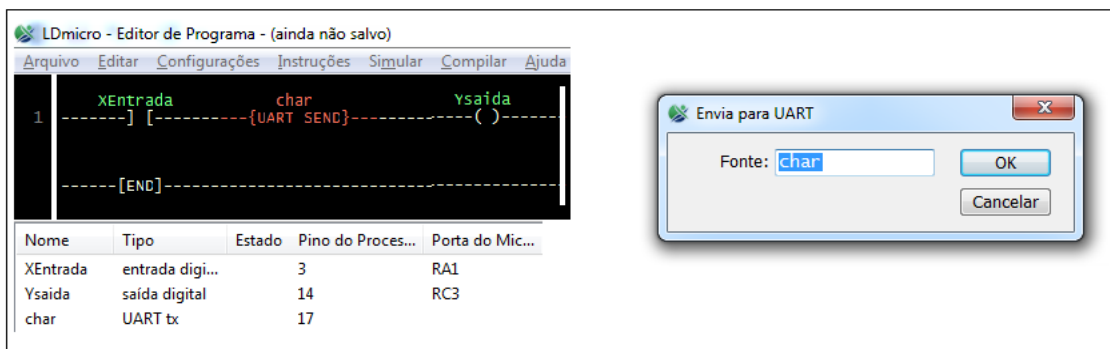 LDmicro - Editor de Programa - (ainda não salvo)
Arquivo Editar Configurações Instruções Simular Compilar Ajuda
XEntrada char Ysaida
1 -------] [----------{UART SEND}-------------( )------
------[END]------------------------------------------
Nome Tipo Estado Pino do Proces... Porta do Mic...
XEntrada entrada digi... 3 RA1
Ysaida saída digital 14 RC3
char UART tx 17
Envia para UART
Fonte: char OK
Cancelar